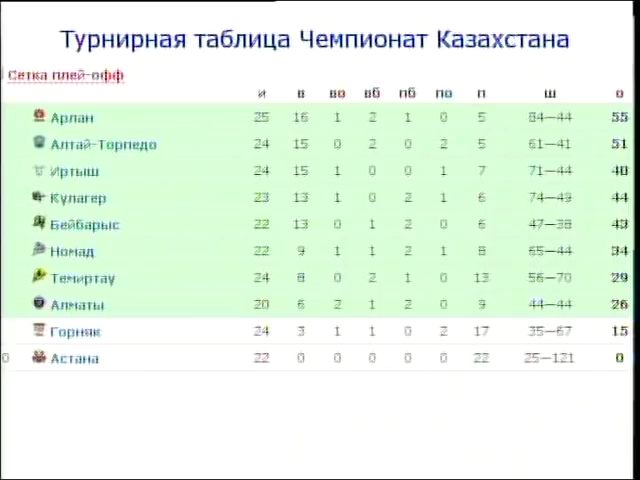 Турнирная таблица Чемпионат Казахстана
Сетка плей-офф
и в во вб пб по п ш о
Арлан 25 16 1 2 1 0 5 84—44 55
Алтай-Торпедо 24 15 0 2 0 2 5 61—41 51
Иртыш 24 15 1 0 0 1 7 71—44 48
Кулагер 23 13 1 0 2 1 6 74—49 44
Бейбарыс 22 13 0 1 2 0 6 47—38 43
Номад 22 9 1 1 2 1 8 65—44 34
Темиртау 24 8 0 2 1 0 13 56—70 29
Алматы 20 6 2 1 2 0 9 44—44 26
Горняк 24 3 1 1 0 2 17 35—67 15
0 Астана 22 0 0 0 0 0 22 25—121 0